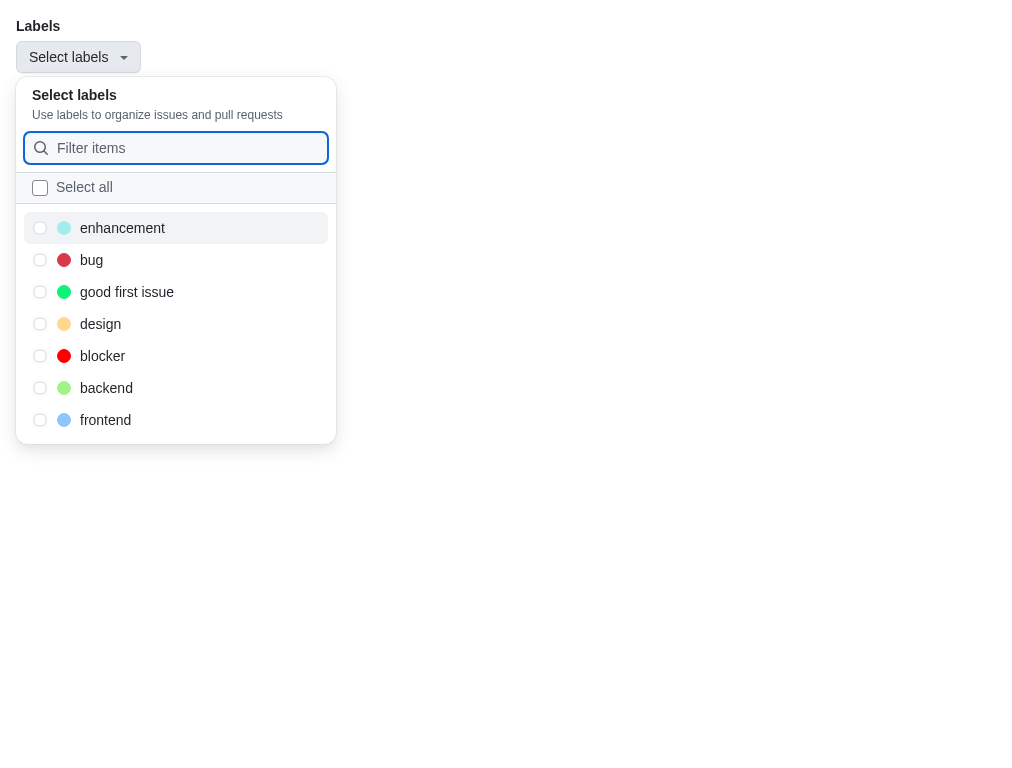 Labels
Select labels
Select labels
Use labels to organize issues and pull requests
Filter items
Select all
enhancement
bug
good first issue
design
blocker
backend
frontend